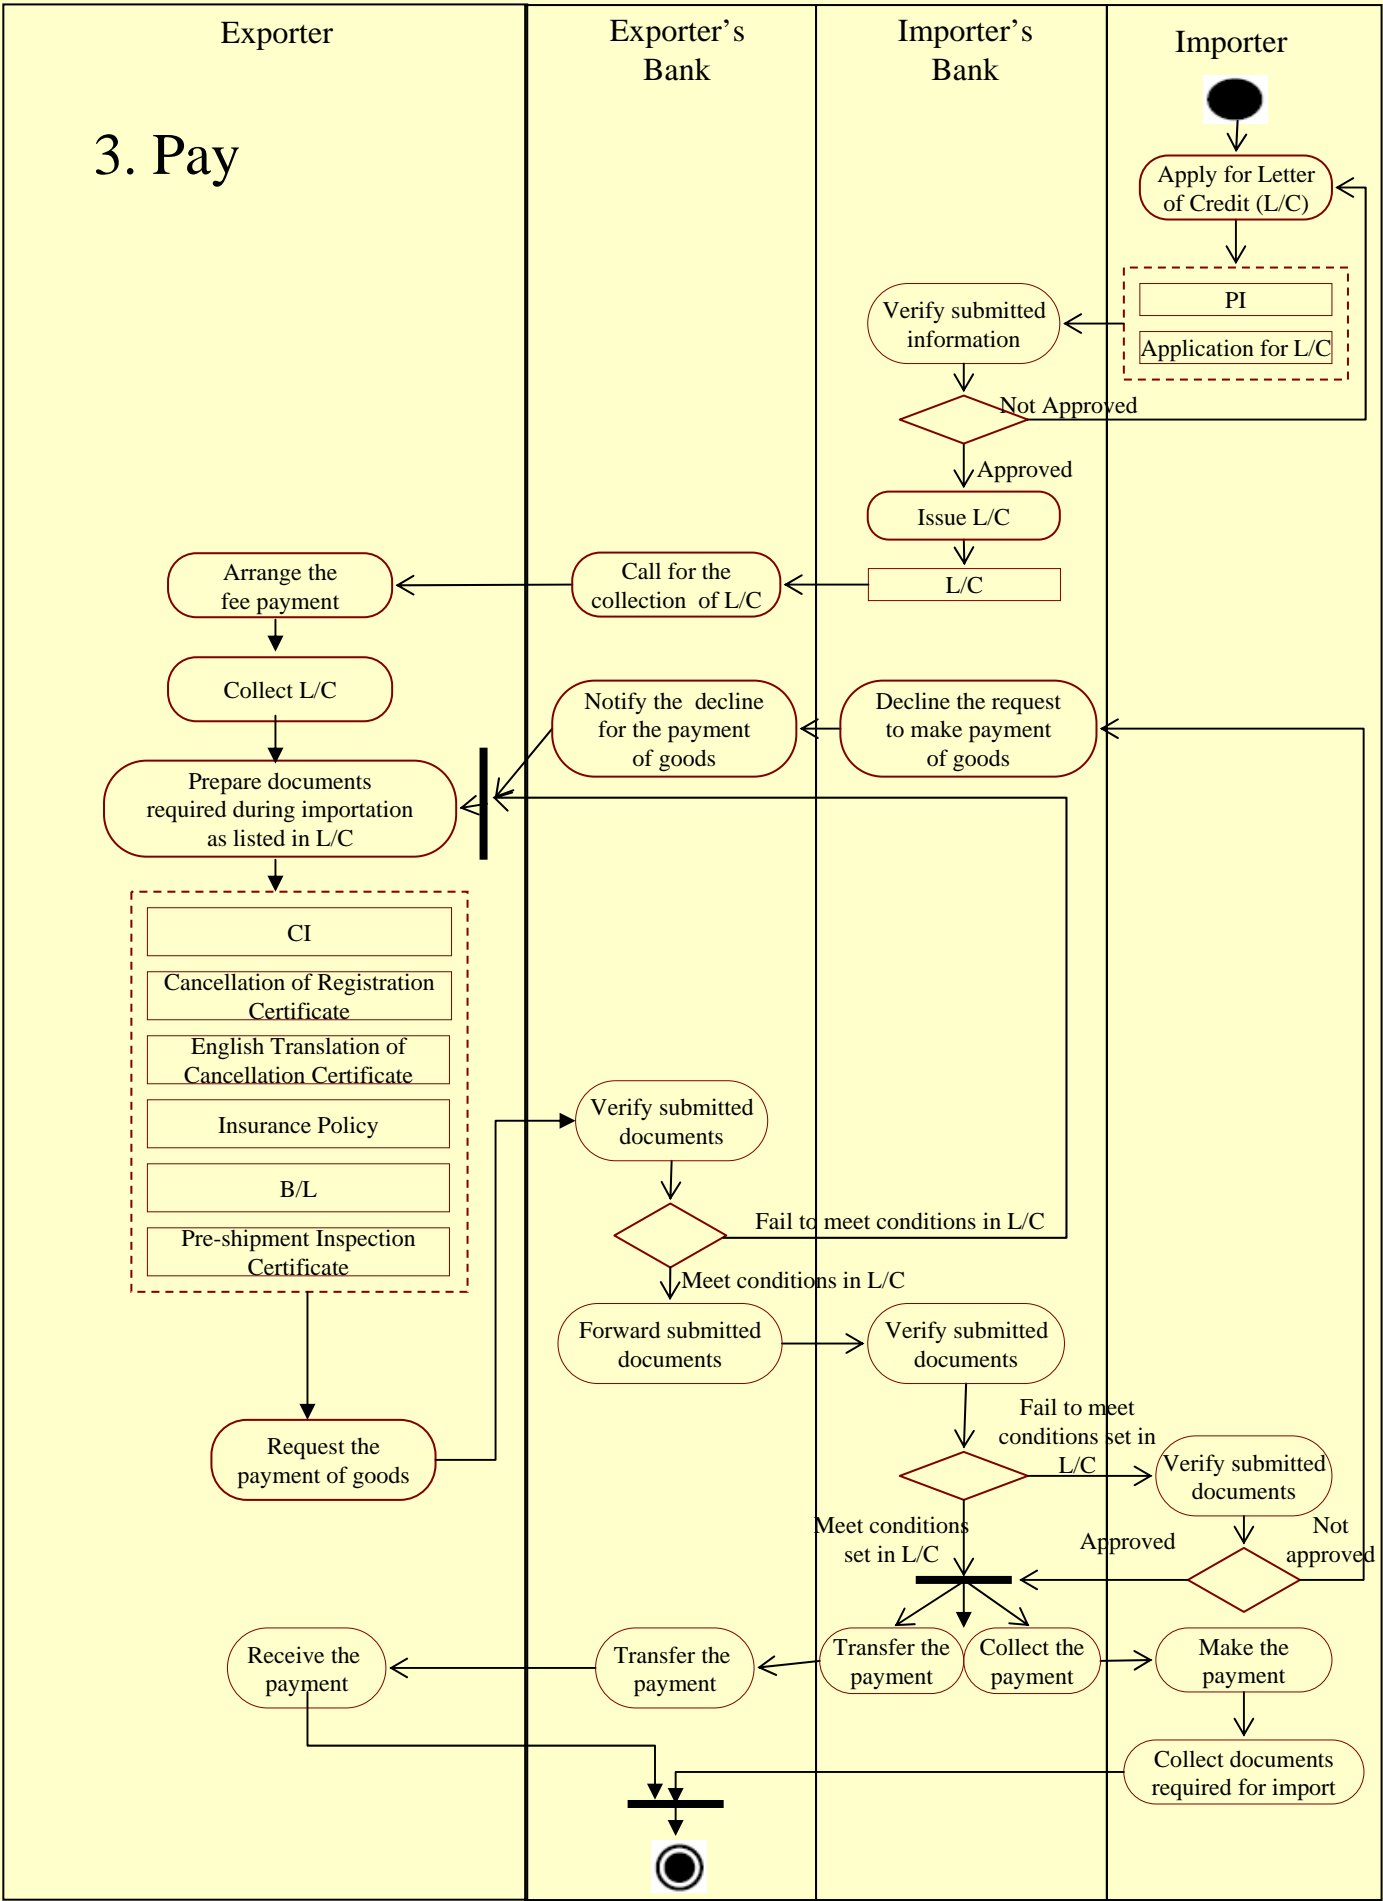 Exporter
Exporter's
Bank
Importer's
Bank
Importer
3. Pay
Apply for Letter
of Credit (L/C)
PI
Application for L/C
Verify submitted
information
Not Approved
Approved
Issue L/C
L/C
Call for the
collection of L/C
Arrange the
fee payment
Collect L/C
Notify the decline
for the payment
of goods
Decline the request
to make payment
of goods
Prepare documents
required during importation
as listed in L/C
CI
Cancellation of Registration
Certificate
English Translation of
Cancellation Certificate
Insurance Policy
B/L
Pre-shipment Inspection
Certificate
Verify submitted
documents
Fail to meet conditions in L/C
Meet conditions in L/C
Forward submitted
documents
Verify submitted
documents
Request the
payment of goods
Fail to meet
conditions set in
L/C
Verify submitted
documents
Meet conditions
set in L/C
Approved
Not
approved
Receive the
payment
Transfer the
payment
Transfer the
payment
Collect the
payment
Make the
payment
Collect documents
required for import